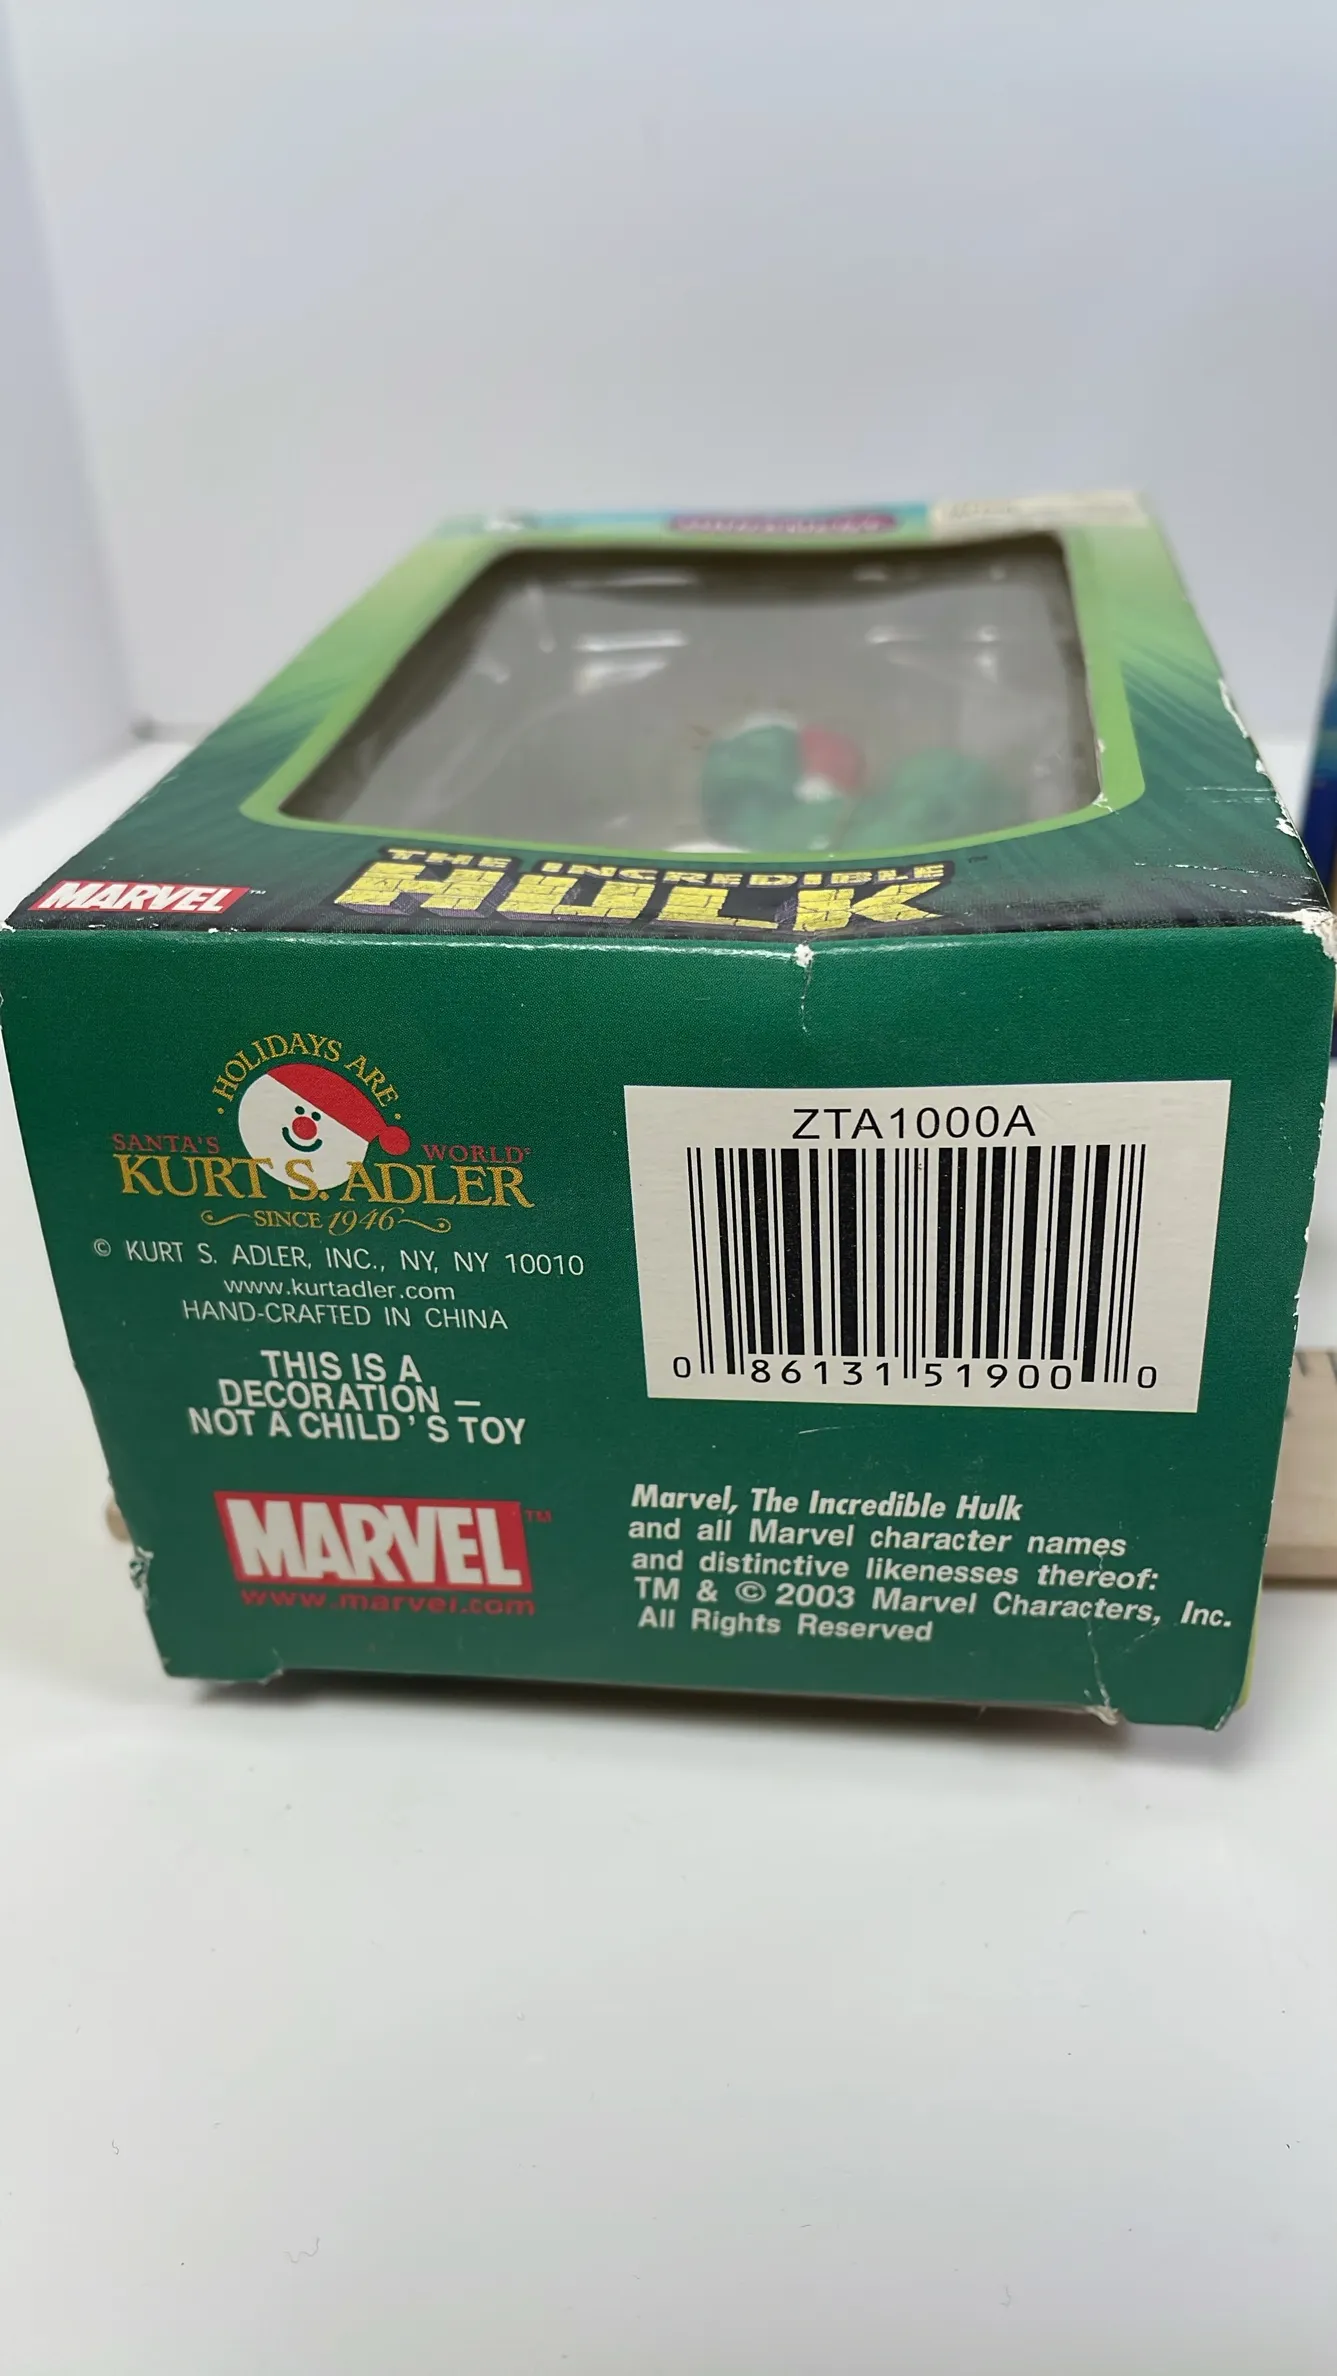 THE INCREDIBLE
HULK™
MARVEL™
HOLIDAYS ARE
SANTA'S WORLD®
KURT S. ADLER
SINCE 1946
© KURT S. ADLER, INC., NY, NY 10010
www.kurtadler.com
HAND-CRAFTED IN CHINA
THIS IS A
DECORATION –
NOT A CHILD'S TOY
MARVEL™
www.marvel.com
ZTA1000A
0 86131 51900 0
Marvel, The Incredible Hulk
and all Marvel character names
and distinctive likenesses thereof:
TM & © 2003 Marvel Characters, Inc.
All Rights Reserved